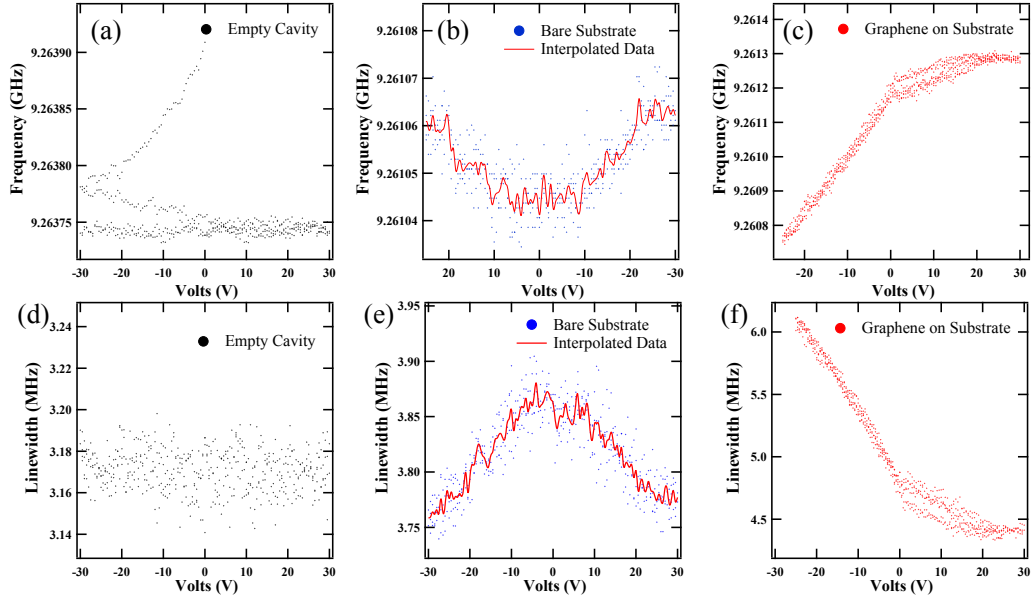 (a)
Empty Cavity
Frequency (GHz)
9.26390
9.26385
9.26380
9.26375
-30 -20 -10 0 10 20 30
Volts (V)
(b)
Bare Substrate
Interpolated Data
Frequency (GHz)
9.26108
9.26107
9.26106
9.26105
9.26104
20 10 0 -10 -20 -30
Volts (V)
(c)
Graphene on Substrate
Frequency (GHz)
9.2614
9.2613
9.2612
9.2610
9.2609
9.2608
-20 -10 0 10 20 30
Volts (V)
(d)
Empty Cavity
Linewidth (MHz)
3.24
3.22
3.20
3.18
3.16
3.14
-30 -20 -10 0 10 20 30
Volts (V)
(e)
Bare Substrate
Interpolated Data
Linewidth (MHz)
3.95
3.90
3.85
3.80
3.75
-30 -20 -10 0 10 20 30
Volts (V)
(f)
Graphene on Substrate
Linewidth (MHz)
6.0
5.5
5.0
4.5
-30 -20 -10 0 10 20 30
Volts (V)